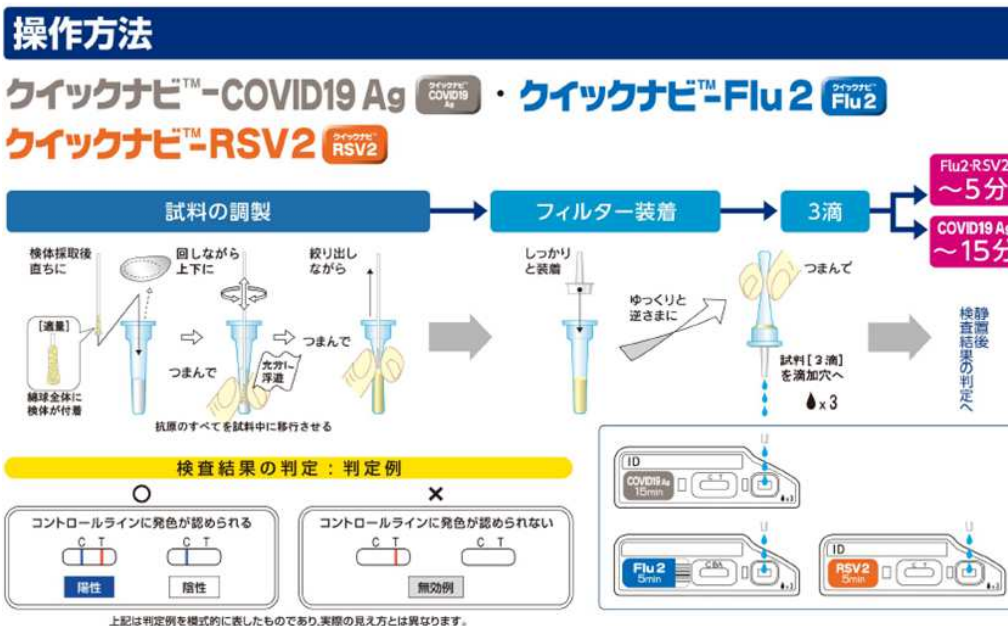 操作方法
クイックナビ™-COVID19 Ag クイックナビ™ COVID19 Ag ・ クイックナビ™-Flu 2 クイックナビ™ Flu 2
クイックナビ™-RSV2 クイックナビ™ RSV2
Flu2·RSV2
～5分
COVID19 Ag
～15分
試料の調製
フィルター装着
3滴
検体採取後
直ちに
回しながら
上下に
絞り出し
ながら
しっかり
と装着
つまんで
ゆっくりと
逆さまに
[適量]
つまんで
つまんで
充分に
浮遊
綿球全体に
検体が付着
抗原のすべてを試料中に移行させる
試料[3滴]
を滴加穴へ
x 3
静置後
検査結果の判定へ
検査結果の判定：判定例
○
×
コントロールラインに発色が認められる
コントロールラインに発色が認められない
C T
C T
C T
C T
陽性
陰性
無効例
上記は判定例を模式的に表したものであり、実際の見え方とは異なります。
ID
COVID19 Ag
15min
C T
x3
Flu 2
5min
C BA
x3
ID
RSV2
5min
C T
x3